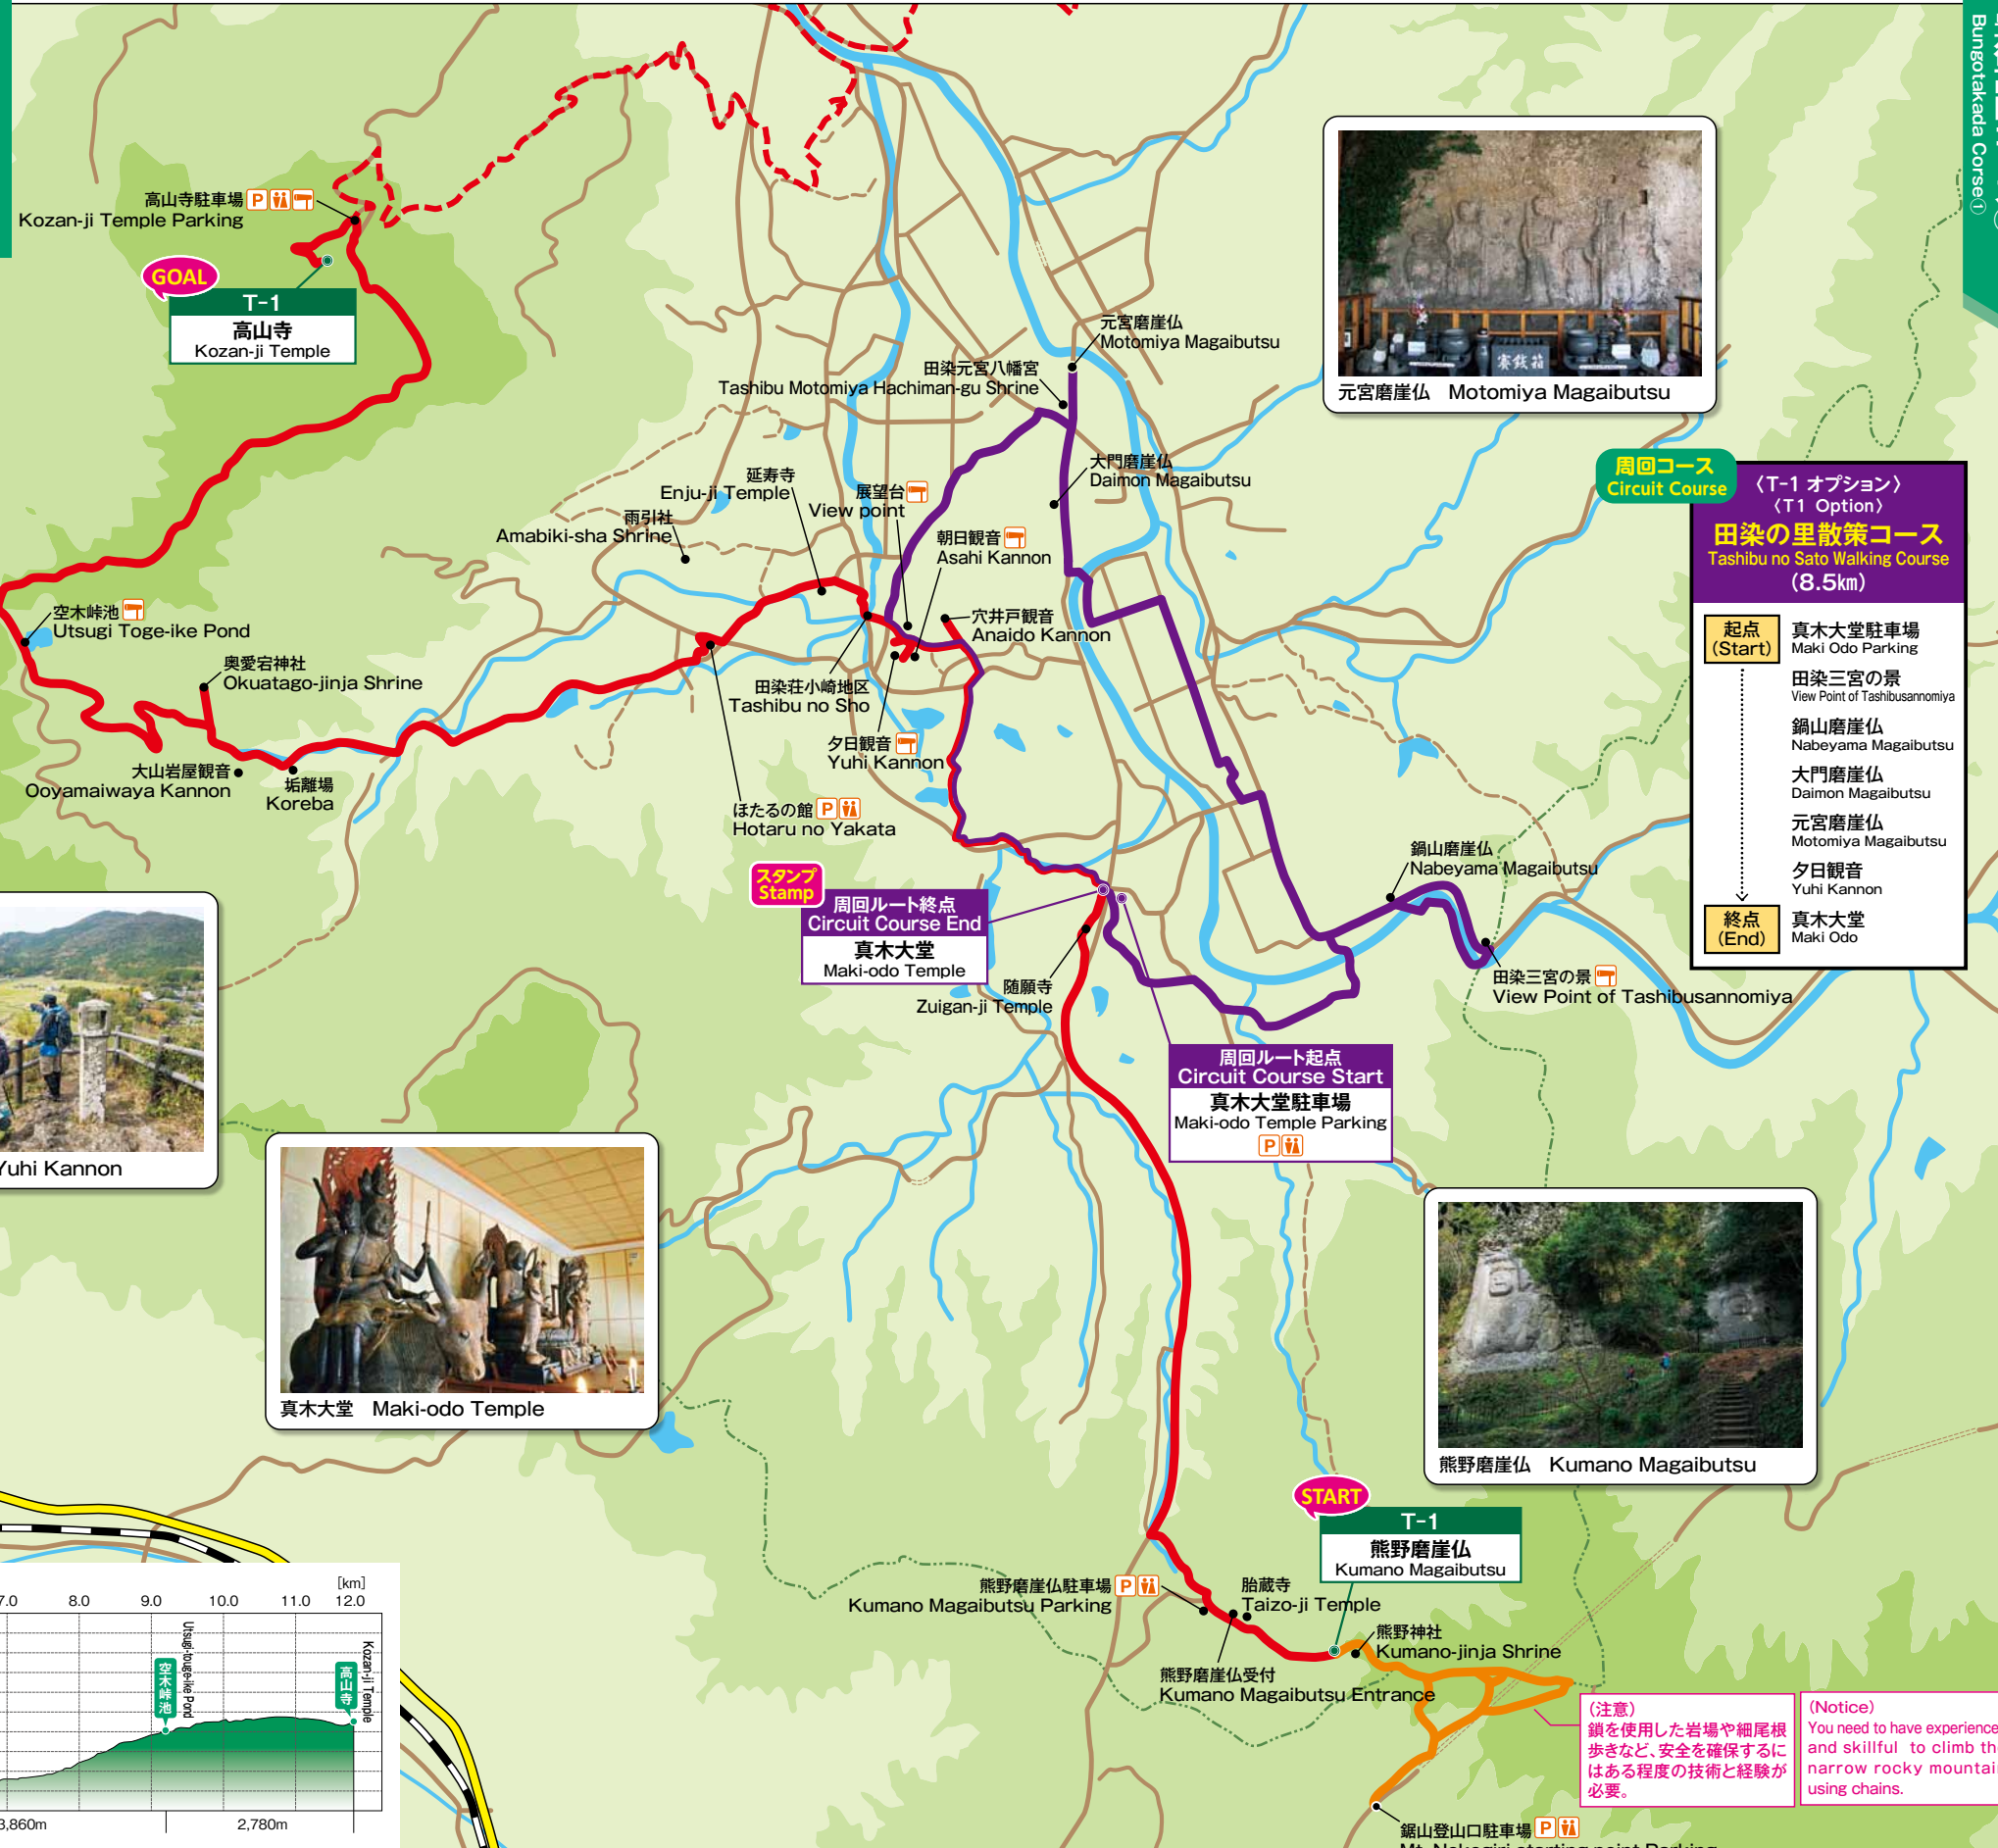 Bungotakada Corse①
高山寺駐車場 P
Kozan-ji Temple Parking
GOAL
T-1
高山寺
Kozan-ji Temple
元宮磨崖仏
Motomiya Magaibutsu
田染元宮八幡宮
Tashibu Motomiya Hachiman-gu Shrine
元宮磨崖仏 Motomiya Magaibutsu
大門磨崖仏
Daimon Magaibutsu
延寿寺
Enju-ji Temple
展望台
View point
雨引社
Amabiki-sha Shrine
朝日観音
Asahi Kannon
穴井戸観音
Anaido Kannon
空木峠池
Utsugi Toge-ike Pond
奥愛宕神社
Okuatago-jinja Shrine
田染荘小崎地区
Tashibu no Sho
夕日観音
Yuhi Kannon
大山岩屋観音
Ooyamaiwaya Kannon
垢離場
Koreba
ほたるの館 P
Hotaru no Yakata
周回コース
Circuit Course
〈T-1 オプション〉
〈T1 Option〉
田染の里散策コース
Tashibu no Sato Walking Course
(8.5km)
起点
(Start)
真木大堂駐車場
Maki Odo Parking
田染三宮の景
View Point of Tashibusannomiya
鍋山磨崖仏
Nabeyama Magaibutsu
大門磨崖仏
Daimon Magaibutsu
元宮磨崖仏
Motomiya Magaibutsu
夕日観音
Yuhi Kannon
終点
(End)
真木大堂
Maki Odo
スタンプ
Stamp
周回ルート終点
Circuit Course End
真木大堂
Maki-odo Temple
鍋山磨崖仏
Nabeyama Magaibutsu
田染三宮の景
View Point of Tashibusannomiya
随願寺
Zuigan-ji Temple
周回ルート起点
Circuit Course Start
真木大堂駐車場
Maki-odo Temple Parking
P
Yuhi Kannon
真木大堂 Maki-odo Temple
賽銭箱
熊野磨崖仏 Kumano Magaibutsu
START
T-1
熊野磨崖仏
Kumano Magaibutsu
熊野磨崖仏駐車場 P
Kumano Magaibutsu Parking
胎蔵寺
Taizo-ji Temple
熊野神社
Kumano-jinja Shrine
熊野磨崖仏受付
Kumano Magaibutsu Entrance
(注意)
鎖を使用した岩場や細尾根
歩きなど、安全を確保するに
はある程度の技術と経験が
必要。
(Notice)
You need to have experience
and skillful to climb th
narrow rocky mountai
using chains.
鋸山登山口駐車場 P
[km]
7.0 8.0 9.0 10.0 11.0 12.0
空木峠池
Utsugi-touge-ike Pond
高山寺
Kozan-ji Temple
3,860m 2,780m